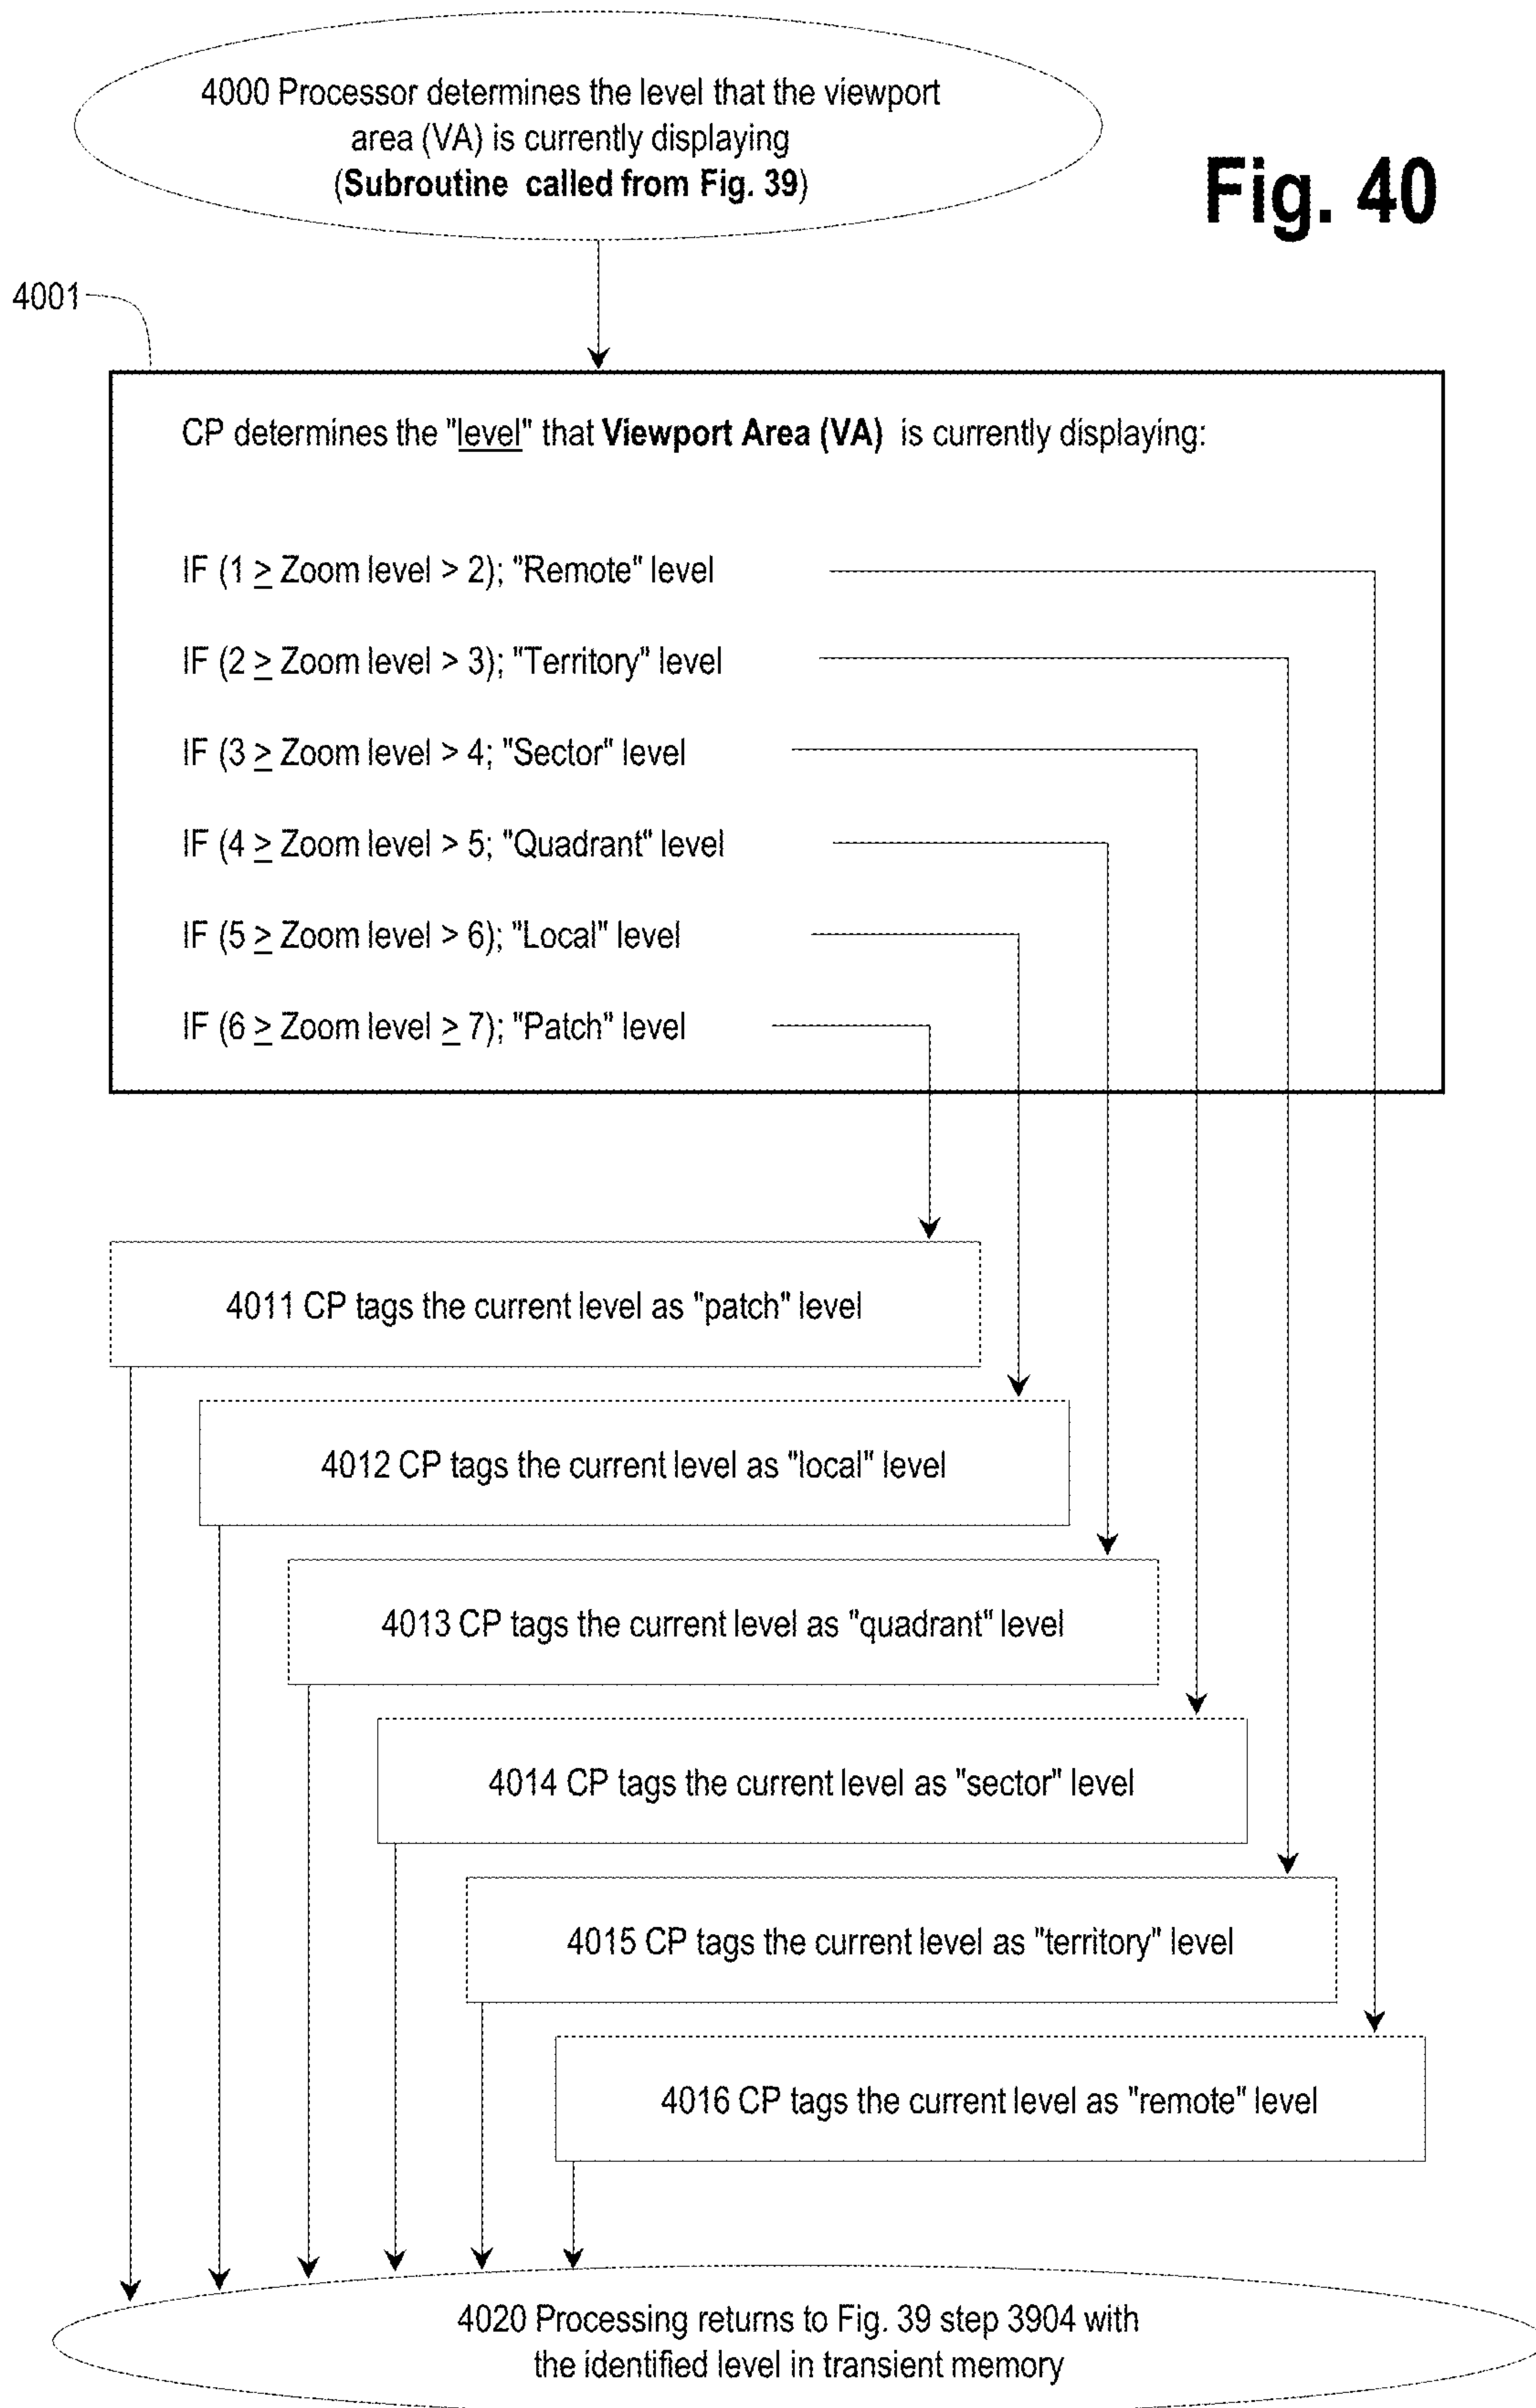 4000 Processor determines the level that the viewport
area (VA) is currently displaying
(Subroutine called from Fig. 39)
Fig. 40
4001
CP determines the "level" that Viewport Area (VA) is currently displaying:
IF (1 ≥ Zoom level > 2); "Remote" level
IF (2 ≥ Zoom level > 3); "Territory" level
IF (3 ≥ Zoom level > 4; "Sector" level
IF (4 ≥ Zoom level > 5; "Quadrant" level
IF (5 ≥ Zoom level > 6); "Local" level
IF (6 ≥ Zoom level ≥ 7); "Patch" level
4011 CP tags the current level as "patch" level
4012 CP tags the current level as "local" level
4013 CP tags the current level as "quadrant" level
4014 CP tags the current level as "sector" level
4015 CP tags the current level as "territory" level
4016 CP tags the current level as "remote" level
4020 Processing returns to Fig. 39 step 3904 with
the identified level in transient memory